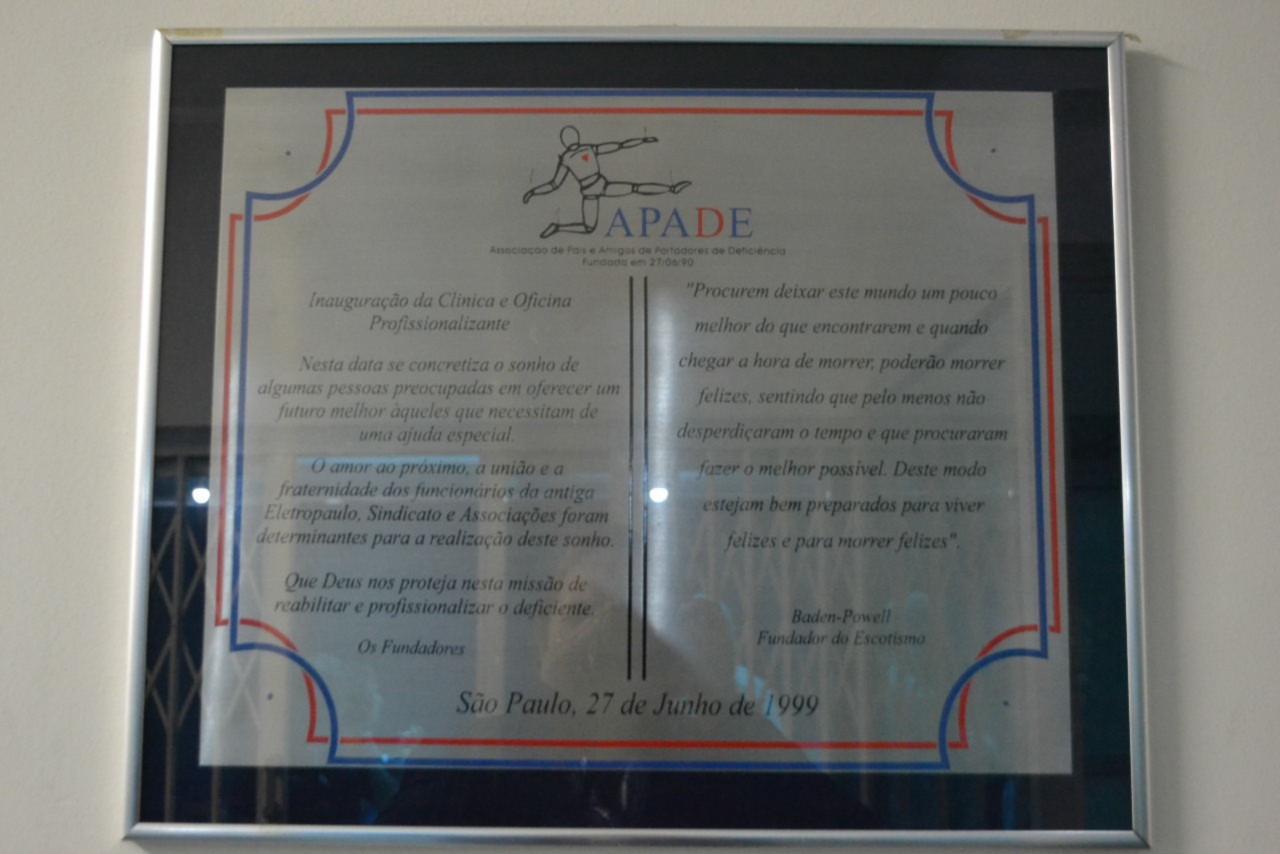 APADE
Associação de Pais e Amigos de Portadores de Deficiência
Fundada em 27/06/90
Inauguração da Clinica e Oficina
Profissionalizante
Nesta data se concretiza o sonho de
algumas pessoas preocupadas em oferecer um
futuro melhor àqueles que necessitam de
uma ajuda especial.
O amor ao próximo, a união e a
fraternidade dos funcionários da antiga
Eletropaulo, Sindicato e Associações foram
determinantes para a realização deste sonho.
Que Deus nos proteja nesta missão de
reabilitar e profissionalizar o deficiente.
Os Fundadores
"Procurem deixar este mundo um pouco
melhor do que encontrarem e quando
chegar a hora de morrer, poderão morrer
felizes, sentindo que pelo menos não
desperdiçaram o tempo e que procuraram
fazer o melhor possível. Deste modo
estejam bem preparados para viver
felizes e para morrer felizes".
Baden-Powell
Fundador do Escotismo
São Paulo, 27 de Junho de 1999